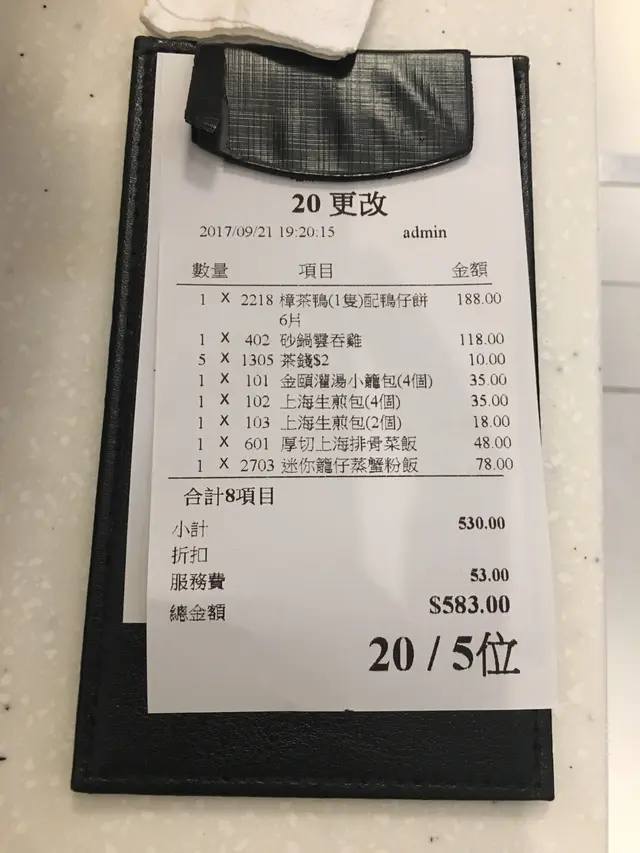 20 更改
2017/09/21 19:20:15 admin
數量 項目 金額
1 X 2218 樟茶鴨(1隻)配鴨仔餅 188.00
6片
1 X 402 砂鍋雲吞雞 118.00
5 X 1305 茶錢$2 10.00
1 X 101 金頤灌湯小籠包(4個) 35.00
1 X 102 上海生煎包(4個) 35.00
1 X 103 上海生煎包(2個) 18.00
1 X 601 厚切上海排骨菜飯 48.00
1 X 2703 迷你籠仔蒸蟹粉飯 78.00
合計8項目
小計 530.00
折扣
服務費 53.00
總金額 $583.00
20 / 5位